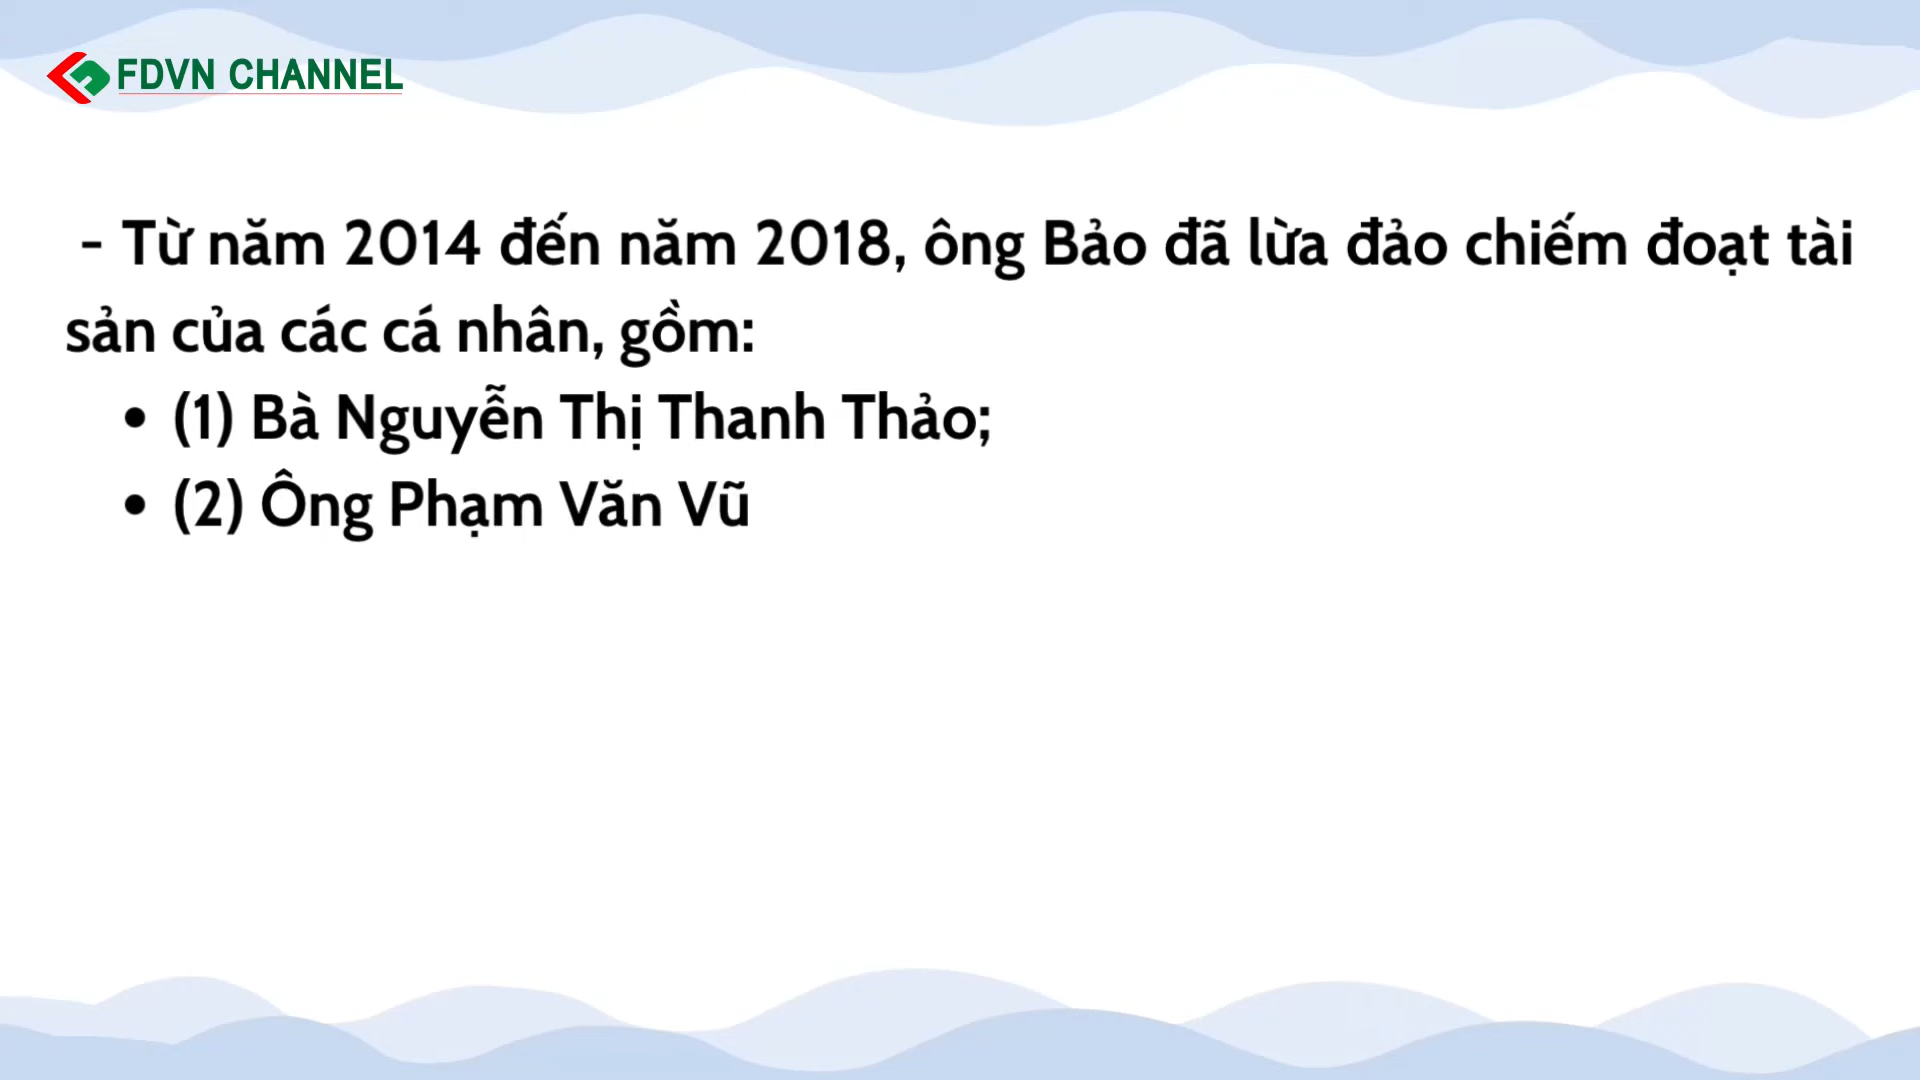 FDVN CHANNEL
- Từ năm 2014 đến năm 2018, ông Bảo đã lừa đảo chiếm đoạt tài
sản của các cá nhân, gồm:
• (1) Bà Nguyễn Thị Thanh Thảo;
• (2) Ông Phạm Văn Vũ